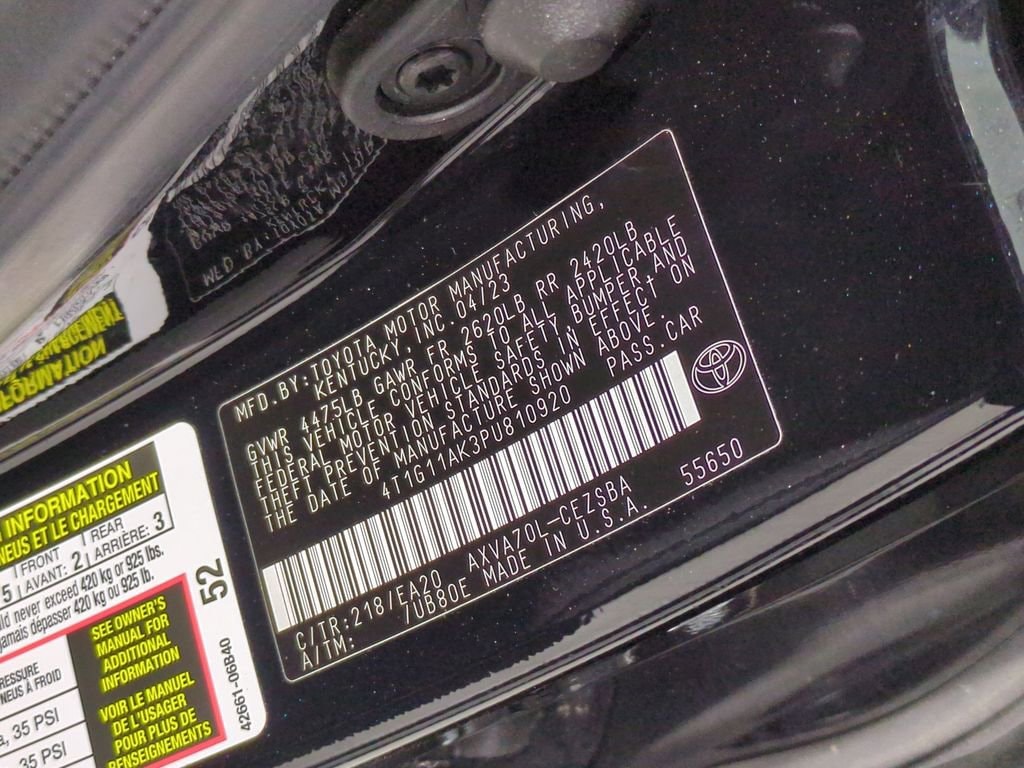 MFD.BY:TOYOTA MOTOR MANUFACTURING,
KENTUCKY, INC. 04/23
GVWR 4475LB GAWR FR 2620LB RR 2420LB
THIS VEHICLE CONFORMS TO ALL APPLICABLE
FEDERAL MOTOR VEHICLE SAFETY,BUMPER,AND
THEFT PREVENTION STANDARDS IN EFFECT ON
THE DATE OF MANUFACTURE SHOWN ABOVE.
4T1G11AK3PU810920 PASS.CAR
C/TR:218/EA20 AXVA70L-CEZSBA 55650
A/TM: 7UB80E MADE IN U.S.A.
INFORMATION
NEUS ET LE CHARGEMENT
FRONT
AVANT: 2
REAR
ARRIÈRE: 3
5
never exceed 420 kg or 925 lbs.
jamais dépasser 420 kg ou 925 lb.
SEE OWNER'S
MANUAL FOR
ADDITIONAL
INFORMATION
VOIR LE MANUEL
DE L'USAGER
POUR PLUS DE
RENSEIGNEMENTS
À FROID
35 PSI
35 PSI
52
42661-06B40